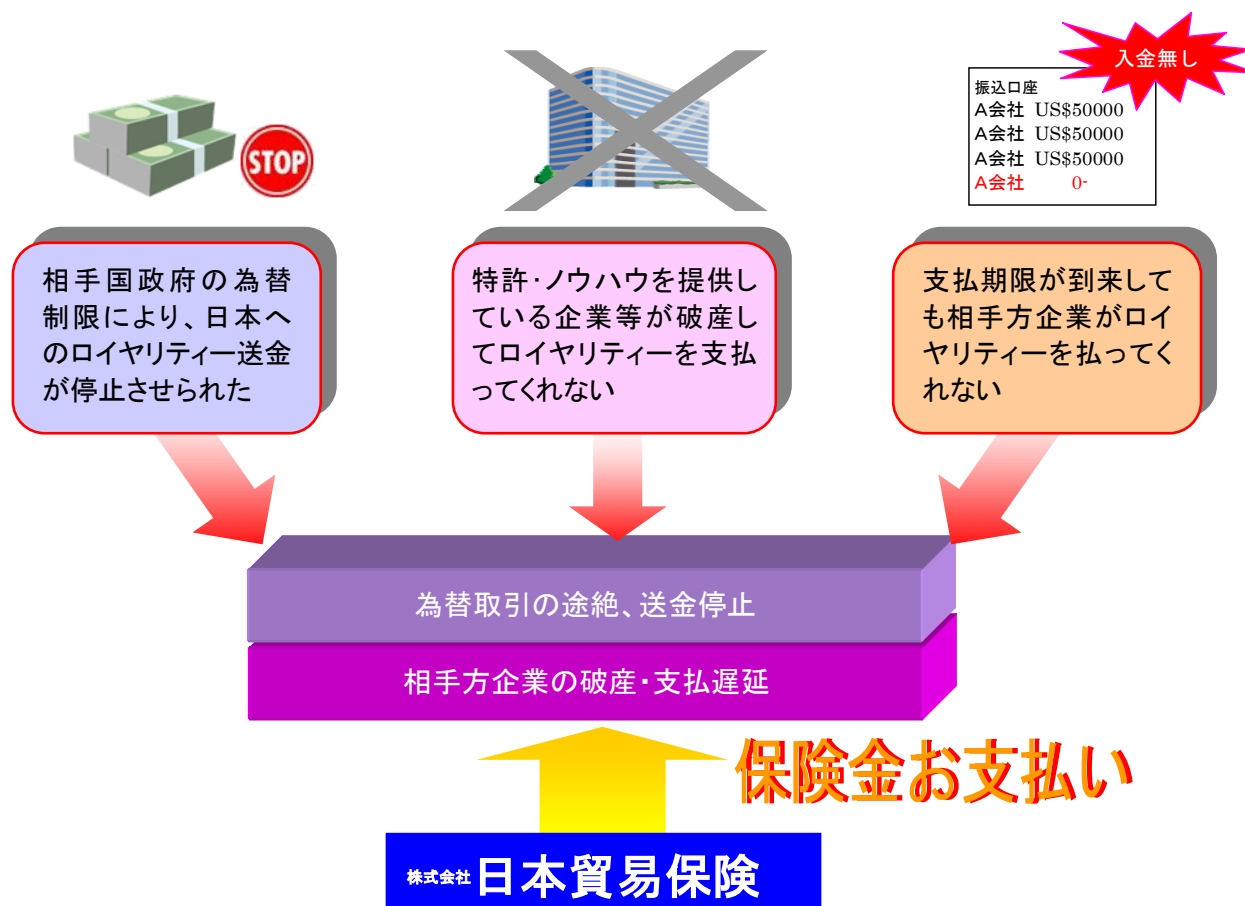 入金無し
振込口座
A会社 US$50000
A会社 US$50000
A会社 US$50000
A会社 0-
STOP
相手国政府の為替
制限により、日本へ
のロイヤリティー送金
が停止させられた
特許・ノウハウを提供し
ている企業等が破産し
てロイヤリティーを支払
ってくれない
支払期限が到来して
も相手方企業がロイ
ヤリティーを払ってく
れない
為替取引の途絶、送金停止
相手方企業の破産・支払遅延
保険金お支払い
株式会社 日本貿易保険